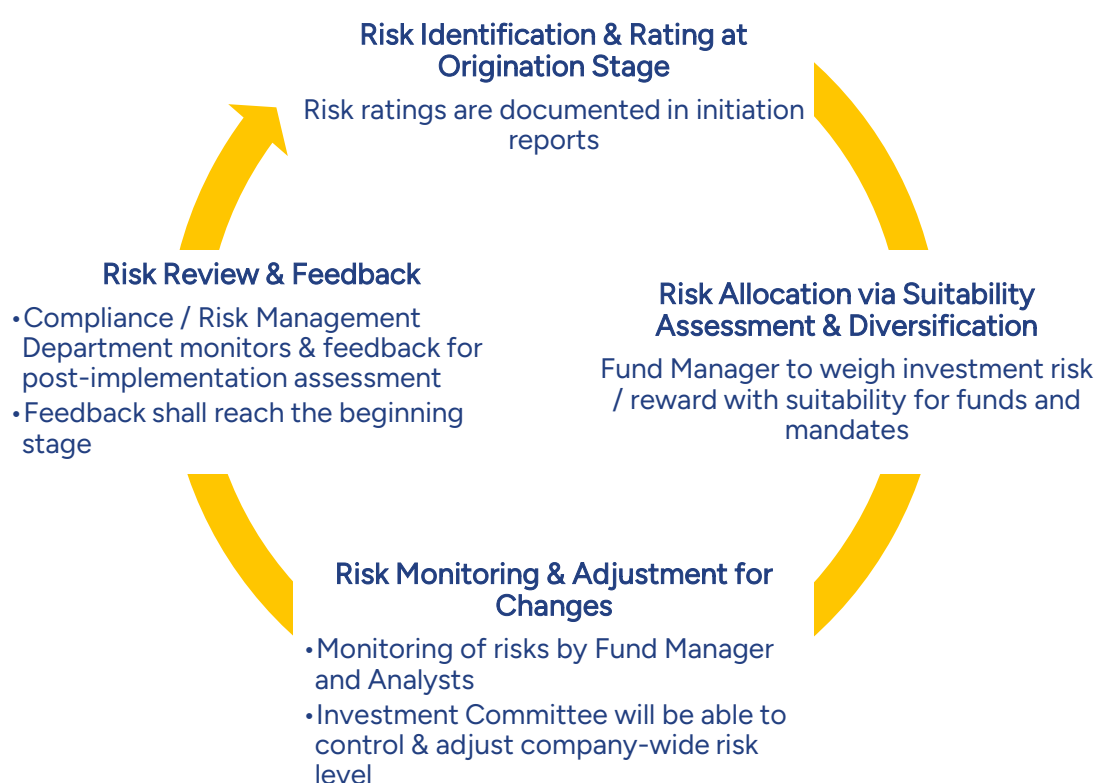 Risk Identification & Rating at
Origination Stage
Risk ratings are documented in initiation
reports
Risk Allocation via Suitability
Assessment & Diversification
Fund Manager to weigh investment risk
/ reward with suitability for funds and
mandates
Risk Monitoring & Adjustment for
Changes
•Monitoring of risks by Fund Manager
and Analysts
•Investment Committee will be able to
control & adjust company-wide risk
level
Risk Review & Feedback
•Compliance / Risk Management
Department monitors & feedback for
post-implementation assessment
•Feedback shall reach the beginning
stage